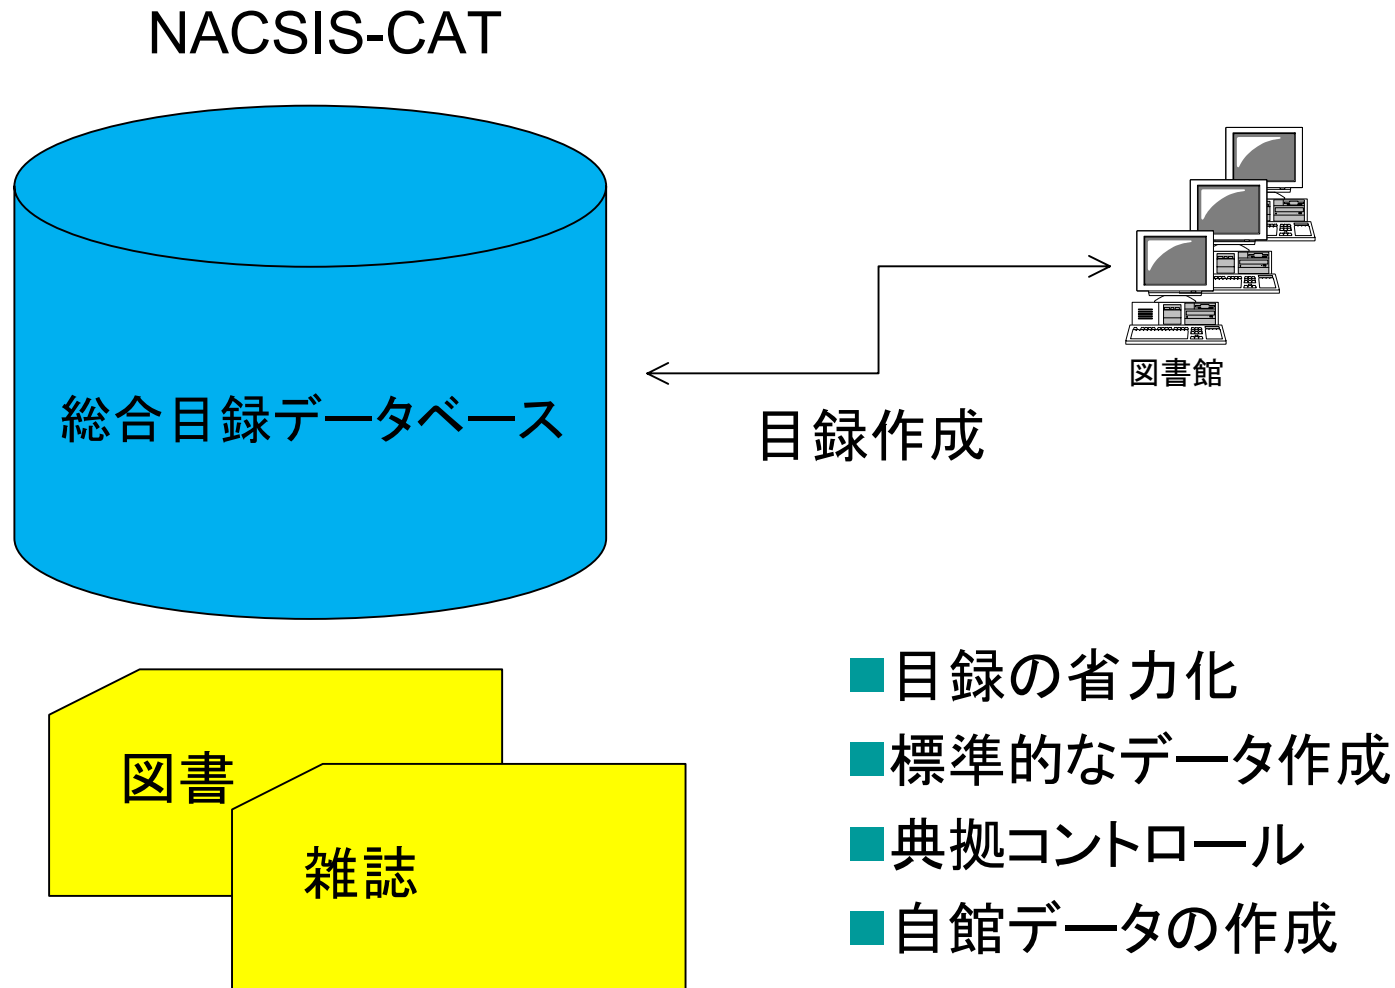 NACSIS-CAT
図書館
総合目録データベース
目録作成
図書
雑誌
■目録の省力化
■標準的なデータ作成
■典拠コントロール
■自館データの作成